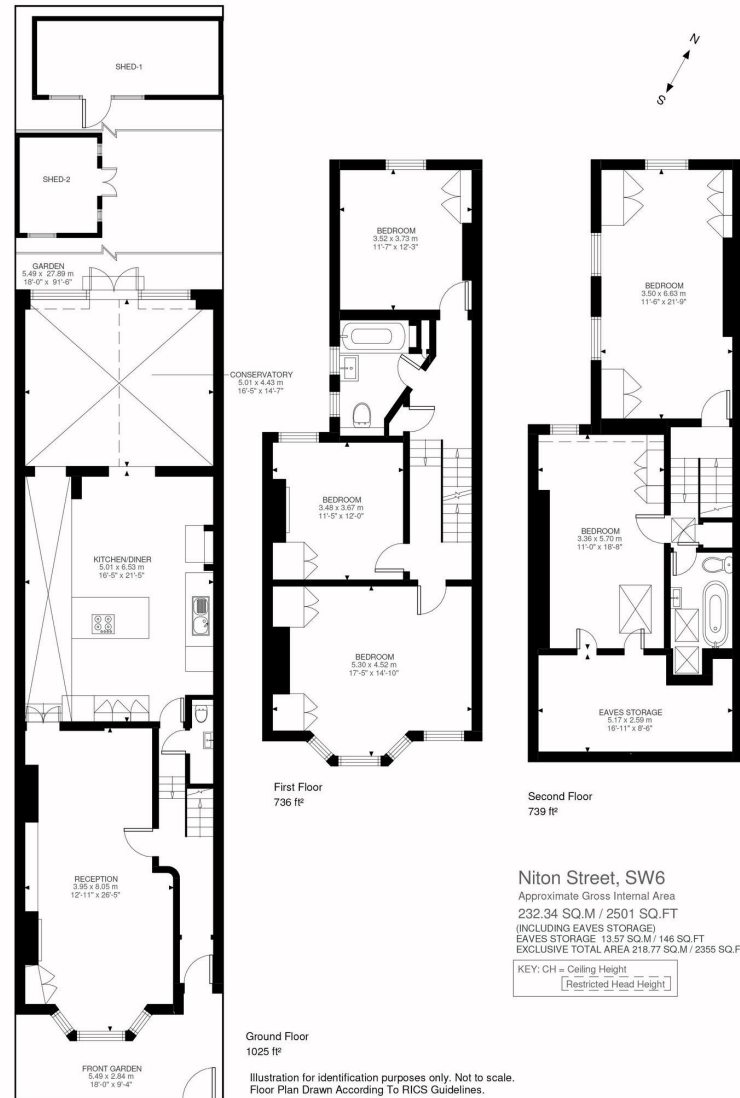 SHED-1
N
S
SHED-2
GARDEN
5.49 x 27.89 m
18'-0" x 91'-6"
CONSERVATORY
5.01 x 4.43 m
16'-5" x 14'-7"
KITCHEN/DINER
5.01 x 6.53 m
16'-5" x 21'-5"
RECEPTION
3.95 x 8.05 m
12'-11" x 26'-5"
FRONT GARDEN
5.49 x 2.84 m
18'-0" x 9'-4"
Ground Floor
1025 ft²
BEDROOM
3.52 x 3.73 m
11'-7" x 12'-3"
BEDROOM
3.48 x 3.67 m
11'-5" x 12'-0"
BEDROOM
5.30 x 4.52 m
17'-5" x 14'-10"
First Floor
736 ft²
BEDROOM
3.50 x 6.63 m
11'-6" x 21'-9"
BEDROOM
3.36 x 5.70 m
11'-0" x 18'-8"
EAVES STORAGE
5.17 x 2.59 m
16'-11" x 8'-6"
Second Floor
739 ft²
Niton Street, SW6
Approximate Gross Internal Area
232.34 SQ.M / 2501 SQ.FT
(INCLUDING EAVES STORAGE)
EAVES STORAGE 13.57 SQ.M / 146 SQ.FT
EXCLUSIVE TOTAL AREA 218.77 SQ.M / 2355 SQ.F
KEY: CH = Ceiling Height
Restricted Head Height
Illustration for identification purposes only. Not to scale.
Floor Plan Drawn According To RICS Guidelines.